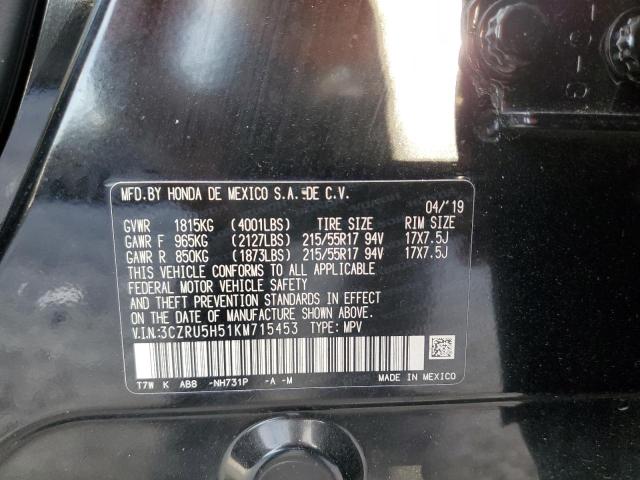 MFD.BY HONDA DE MEXICO S.A. DE C.V.
04/'19
GVWR 1815KG (4001LBS) TIRE SIZE RIM SIZE
GAWR F 965KG (2127LBS) 215/55R17 94V 17X7.5J
GAWR R 850KG (1873LBS) 215/55R17 94V 17X7.5J
THIS VEHICLE CONFORMS TO ALL APPLICABLE
FEDERAL MOTOR VEHICLE SAFETY
AND THEFT PREVENTION STANDARDS IN EFFECT
ON THE DATE OF MANUFACTURE SHOWN ABOVE.
V.I.N:3CZRU5H51KM715453 TYPE: MPV
T7W K AB8 -NH731P -A -M MADE IN MEXICO